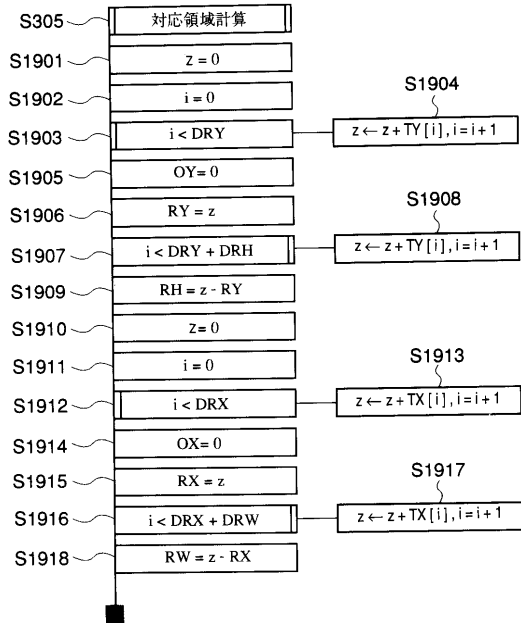 S305 対応領域計算
S1901 z = 0
S1902 i = 0
S1904
S1903 i < DRY z ← z + TY [i] , i = i + 1
S1905 OY = 0
S1906 RY = z
S1908
S1907 i < DRY + DRH z ← z + TY [i] , i = i + 1
S1909 RH = z - RY
S1910 z = 0
S1911 i = 0
S1913
S1912 i < DRX z ← z + TX [i] , i = i + 1
S1914 OX = 0
S1915 RX = z
S1917
S1916 i < DRX + DRW z ← z + TX [i] , i = i + 1
S1918 RW = z - RX